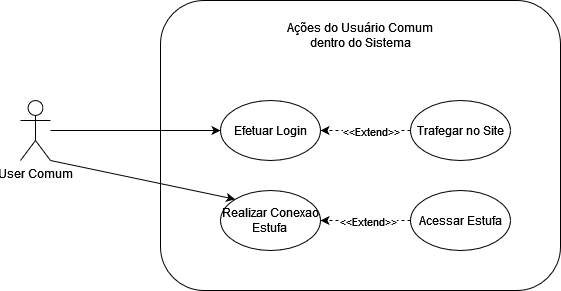 Ações do Usuário Comum
dentro do Sistema
Efetuar Login
<<Extend>>
Trafegar no Site
User Comum
Realizar Conexao
Estufa
<<Extend>>
Acessar Estufa